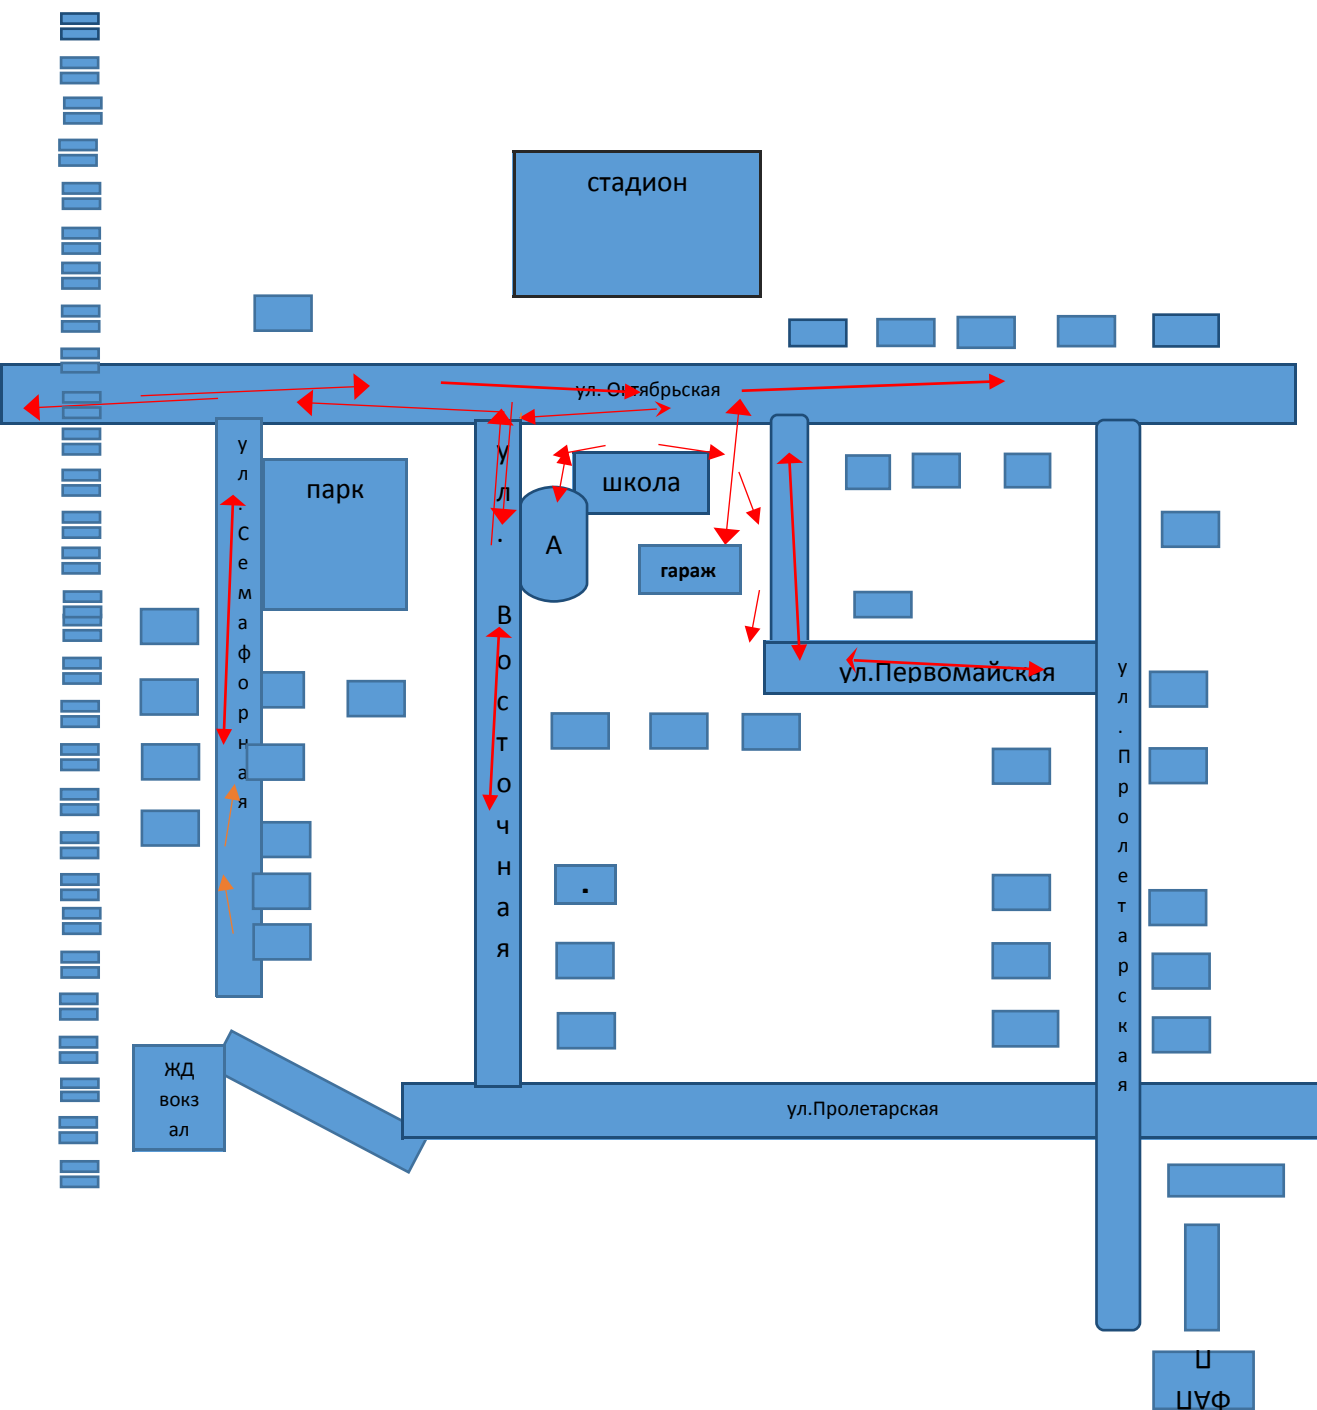 стадион
ул. Октябрьская
ул. Семафорная
парк
ул. Восточная
школа
А
гараж
ул.Первомайская
ул. Пролетарская
.
ЖД
вокз
ал
ул.Пролетарская
П
ФАП